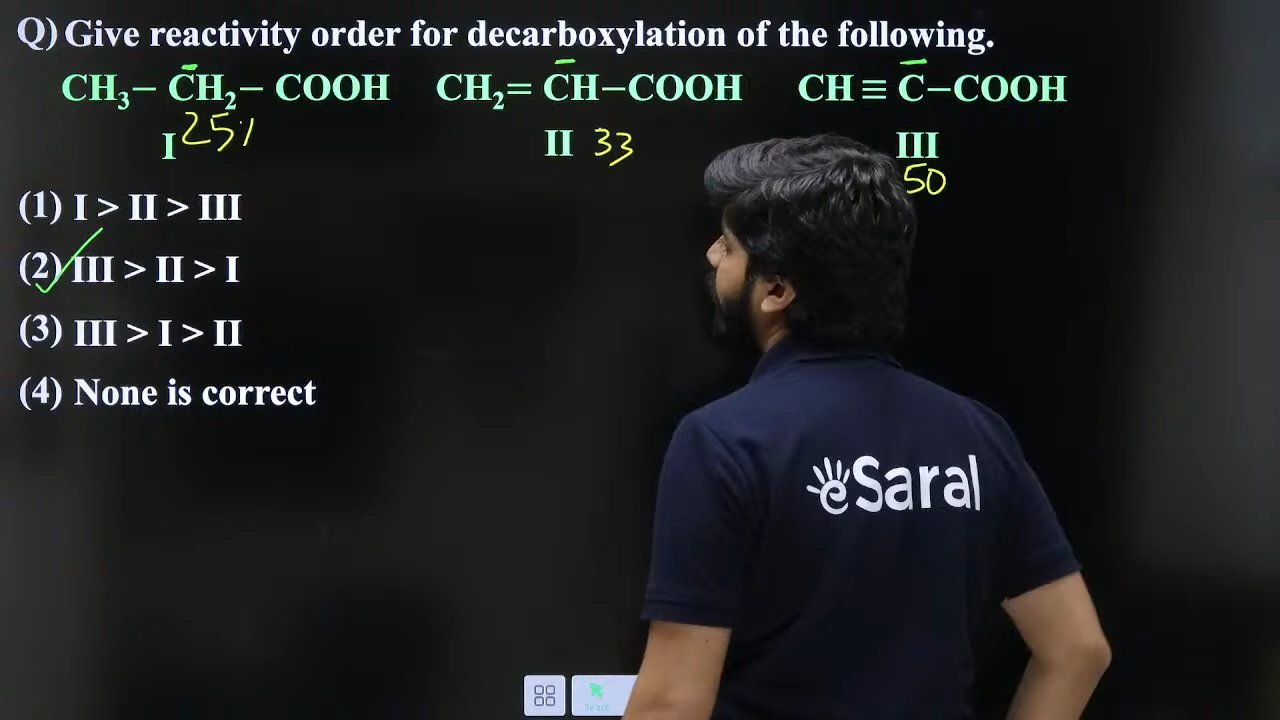 Q) Give reactivity order for decarboxylation of the following.
CH₃– C̄H₂– COOH CH₂= C̄H–COOH CH≡C̄–COOH
I 25% II 33 III 50
(1) I > II > III
(2) III > II > I
(3) III > I > II
(4) None is correct
eSaral
Select